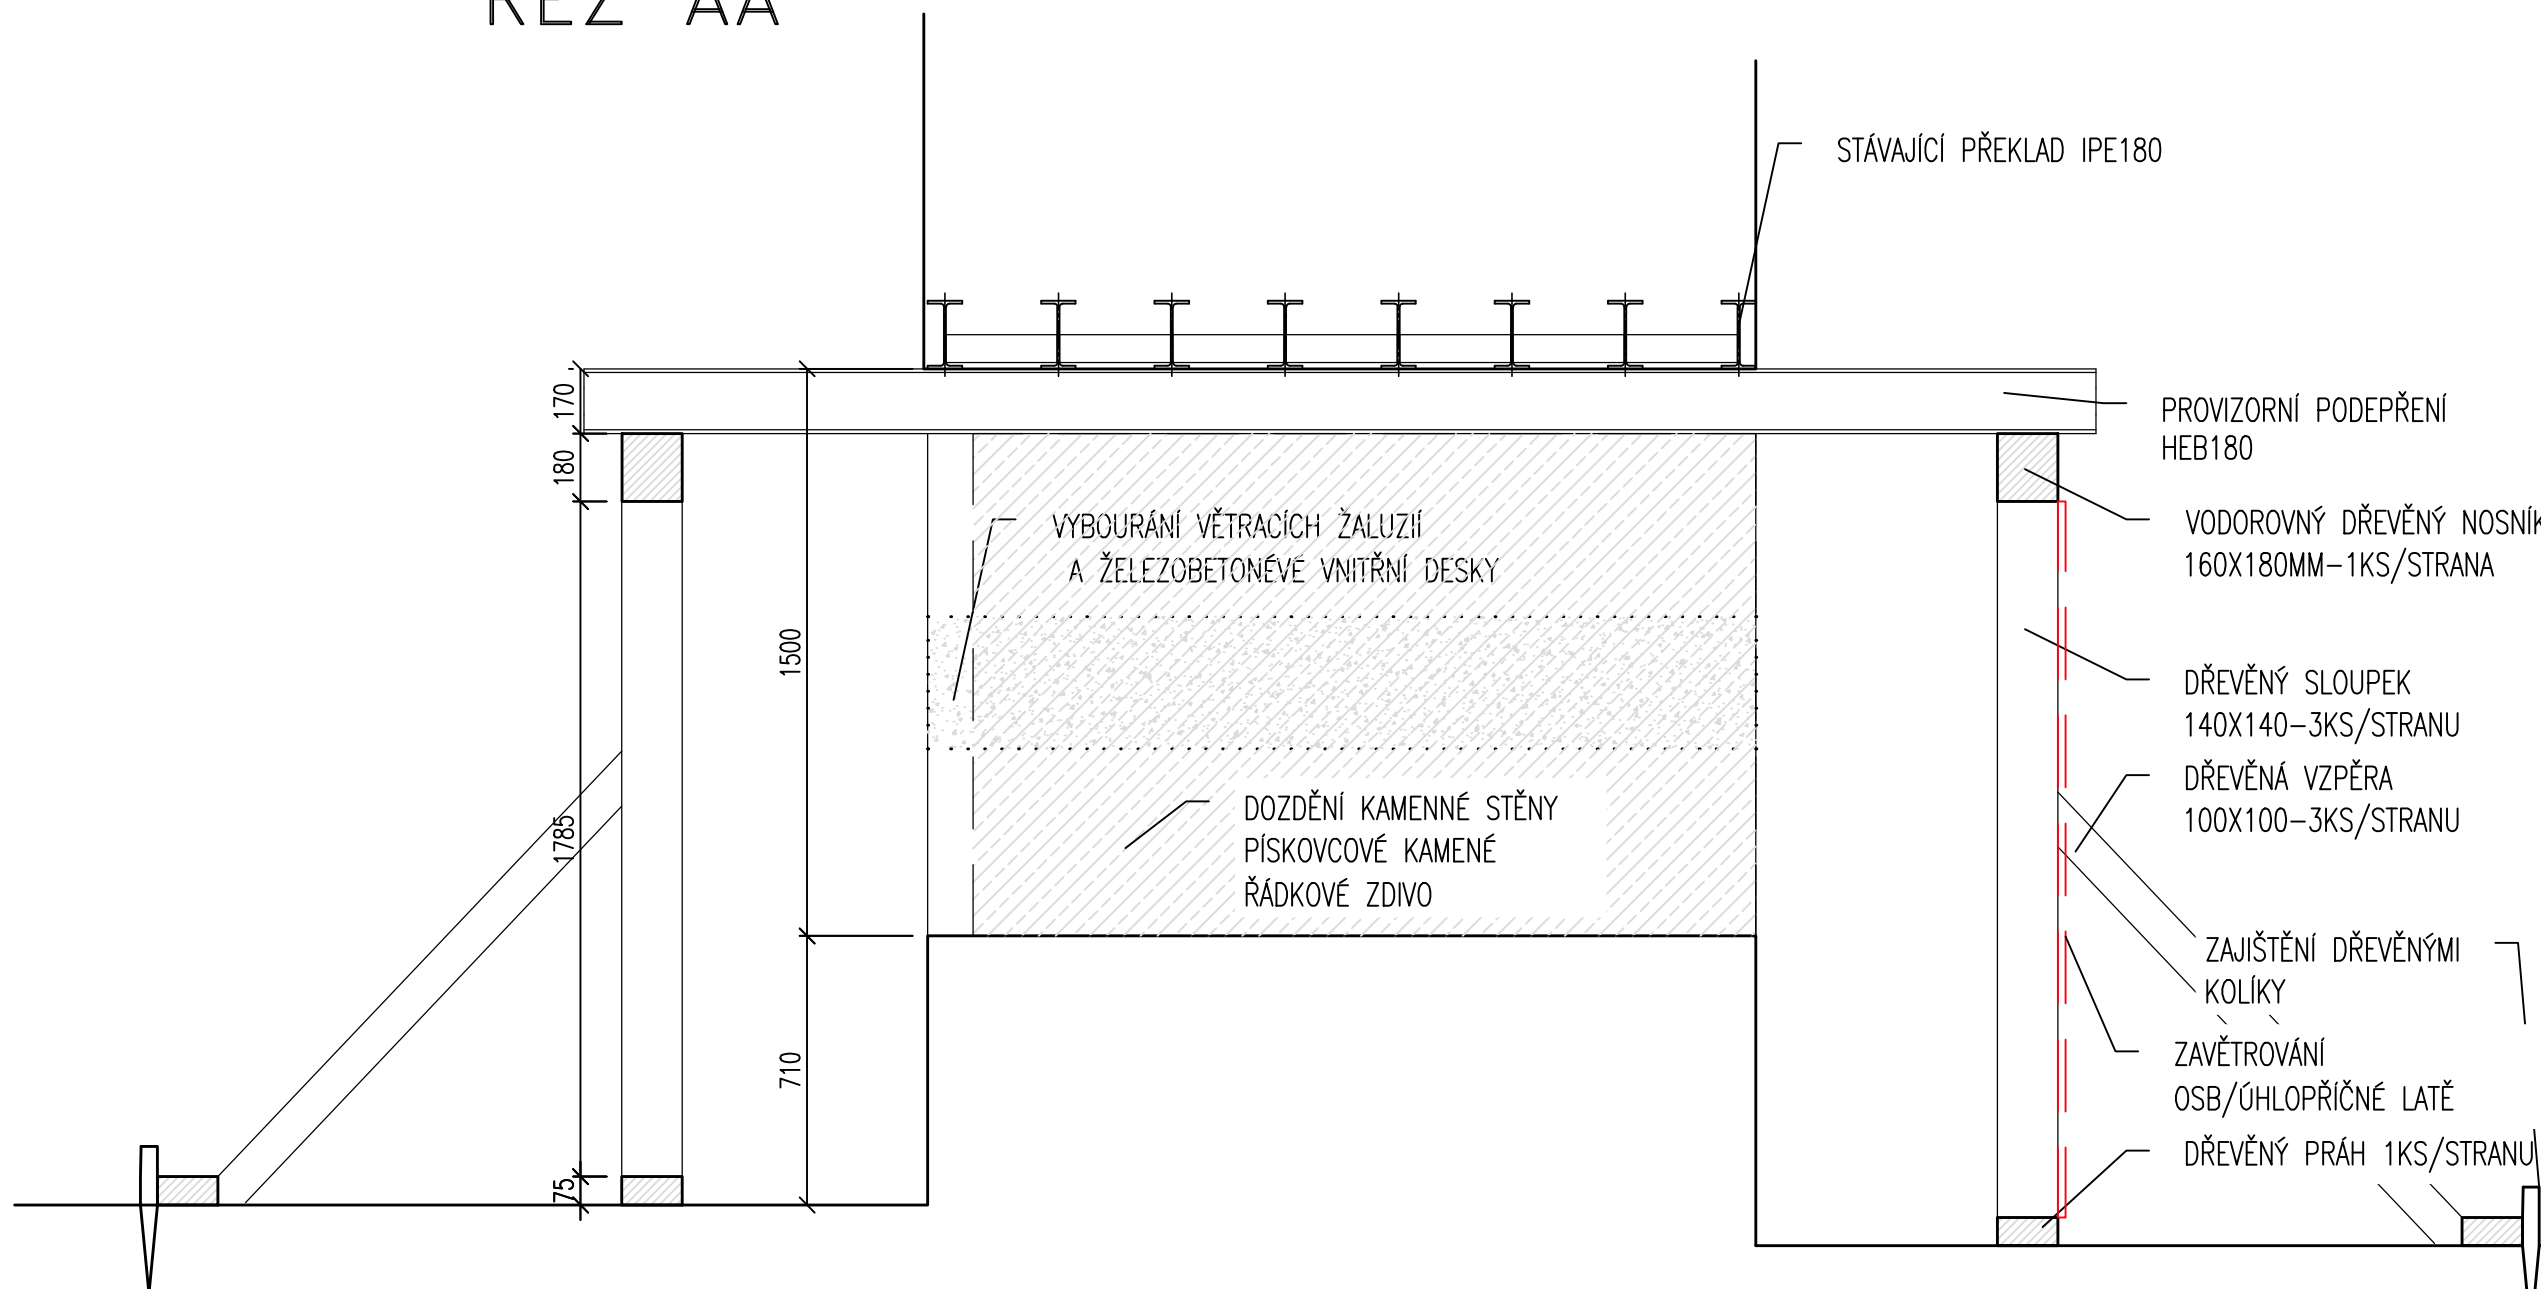 ŘEZ AA
STÁVAJÍCÍ PŘEKLAD IPE180
170
PROVIZORNÍ PODEPŘENÍ
HEB180
180
VYBOURÁNÍ VĚTRACÍCH ŽALUZIÍ
A ŽELEZOBETONÉVÉ VNITŘNÍ DESKY
VODOROVNÝ DŘEVĚNÝ NOSNÍK
160X180MM-1KS/STRANA
1500
DŘEVĚNÝ SLOUPEK
140X140-3KS/STRANU
DŘEVĚNÁ VZPĚRA
100X100-3KS/STRANU
1785
DOZDĚNÍ KAMENNÉ STĚNY
PÍSKOVCOVÉ KAMENÉ
ŘÁDKOVÉ ZDIVO
ZAJIŠTĚNÍ DŘEVĚNÝMI
KOLÍKY
710
ZAVĚTROVÁNÍ
OSB/ÚHLOPŘÍČNÉ LATĚ
DŘEVĚNÝ PRÁH 1KS/STRANU
75